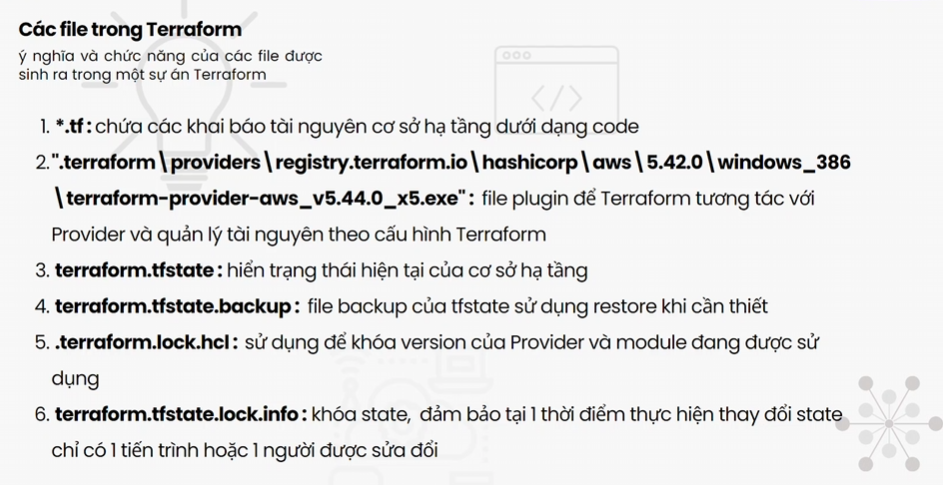 Các file trong Terraform
ý nghĩa và chức năng của các file được
sinh ra trong một sự án Terraform
1. *.tf : chứa các khai báo tài nguyên cơ sở hạ tầng dưới dạng code
2.".terraform\providers\registry.terraform.io\hashicorp\aws\5.42.0\windows_386
\terraform-provider-aws_v5.44.0_x5.exe" : file plugin để Terraform tương tác với
Provider và quản lý tài nguyên theo cấu hình Terraform
3. terraform.tfstate : hiển trạng thái hiện tại của cơ sở hạ tầng
4. terraform.tfstate.backup : file backup của tfstate sử dụng restore khi cần thiết
5. .terraform.lock.hcl : sử dụng để khóa version của Provider và module đang được sử
dụng
6. terraform.tfstate.lock.info : khóa state, đảm bảo tại 1 thời điểm thực hiện thay đổi state
chỉ có 1 tiến trình hoặc 1 người được sửa đổi